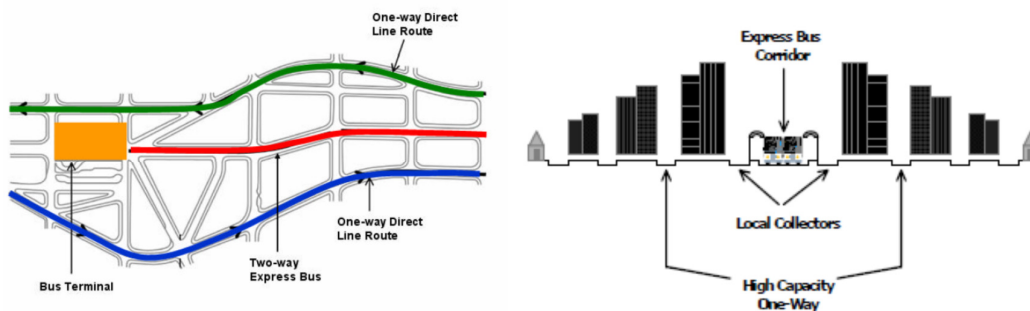 One-way Direct
Line Route
One-way Direct
Line Route
Two-way
Express Bus
Bus Terminal
Express Bus
Corridor
Local Collectors
High Capacity
One-Way